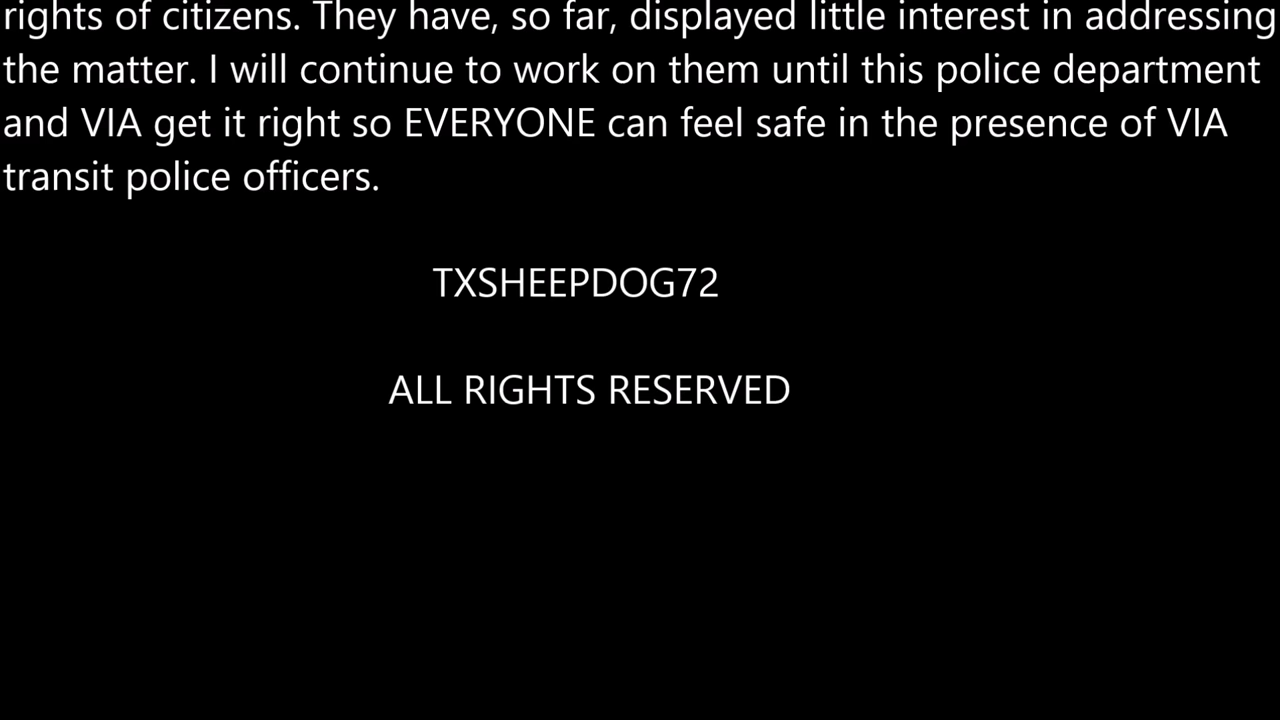 rights of citizens. They have, so far, displayed little interest in addressing
the matter. I will continue to work on them until this police department
and VIA get it right so EVERYONE can feel safe in the presence of VIA
transit police officers.
TXSHEEPDOG72
ALL RIGHTS RESERVED